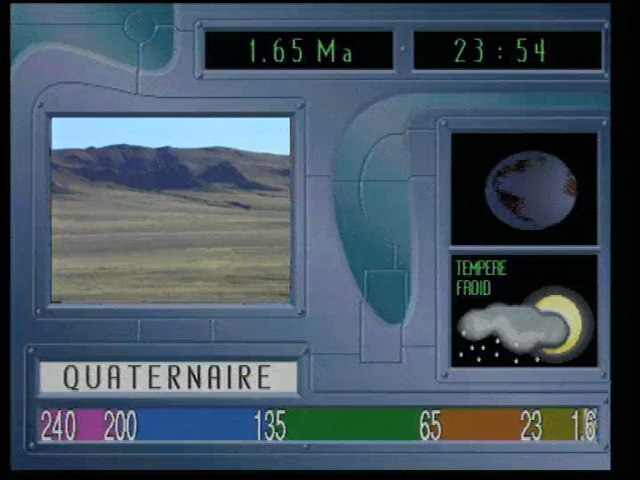 1.65 Ma
23:54
TEMPERE
FROID
QUATERNAIRE
240 200 135 65 23 1.6